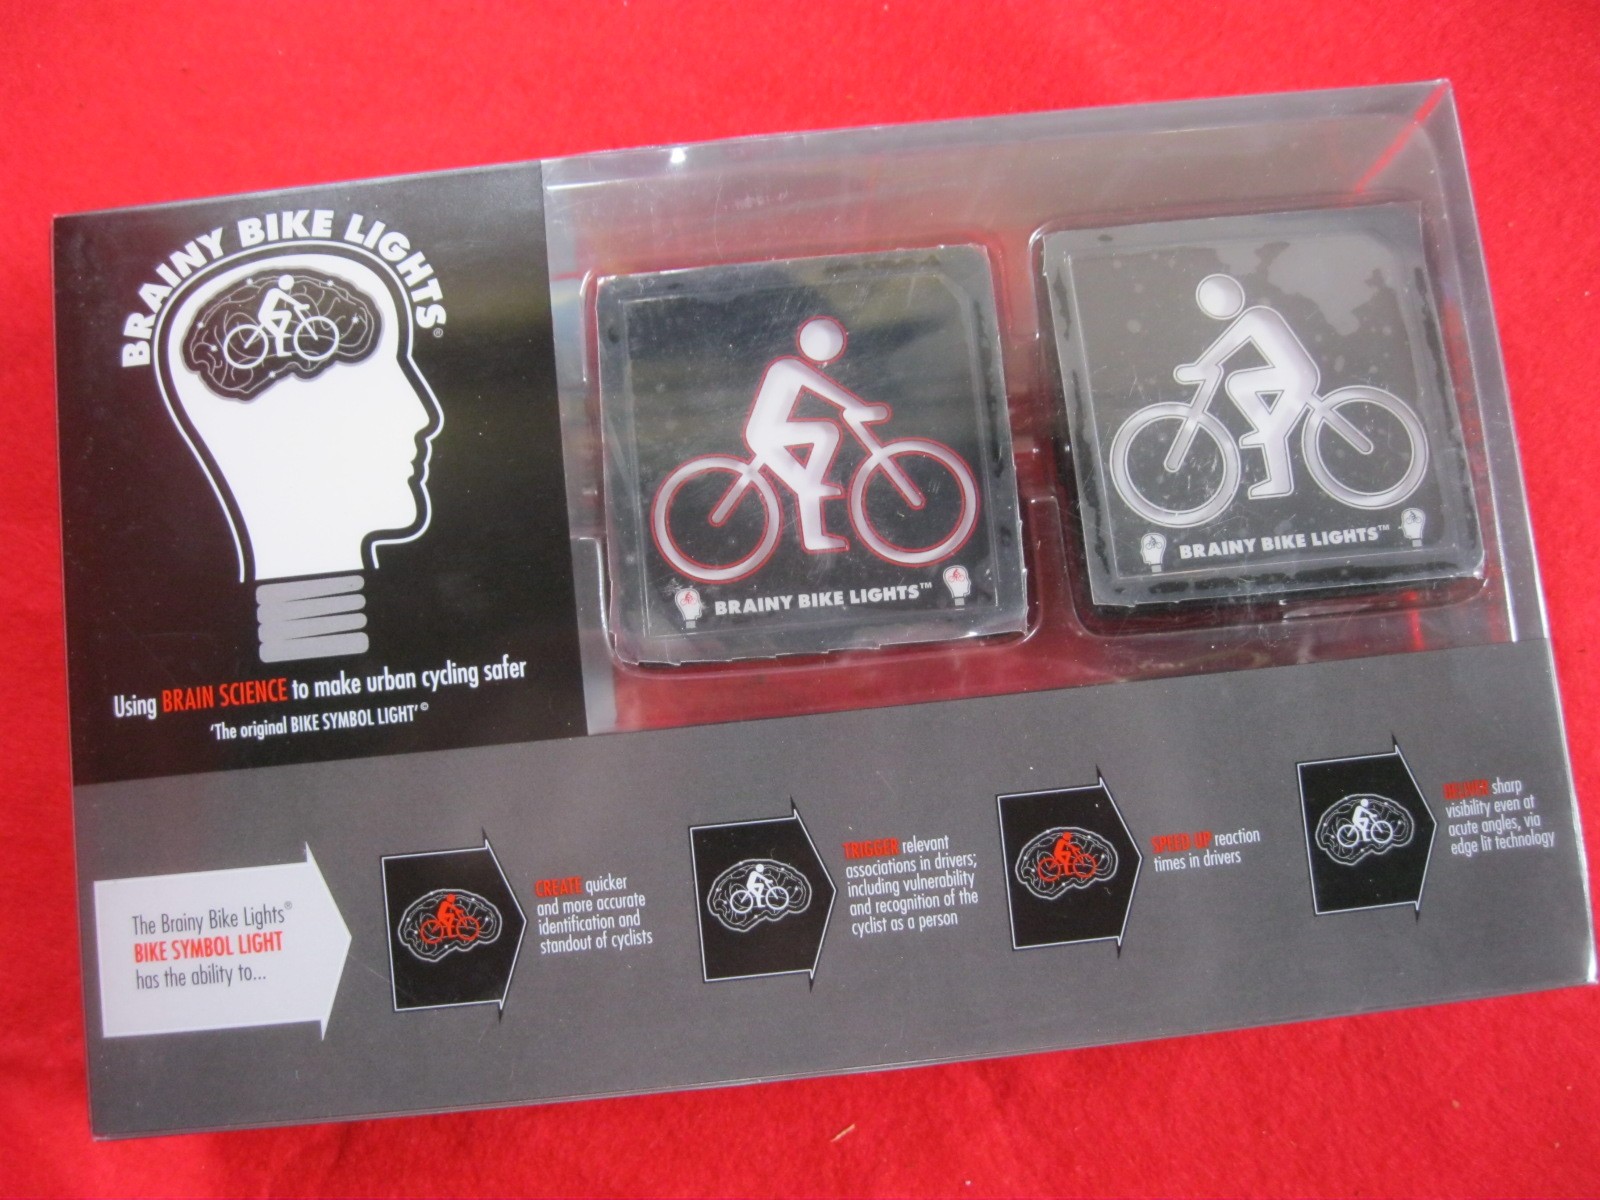 BRAINY BIKE LIGHTS®
Using BRAIN SCIENCE to make urban cycling safer
'The original BIKE SYMBOL LIGHT'©
BRAINY BIKE LIGHTS™
BRAINY BIKE LIGHTS™
The Brainy Bike Lights®
BIKE SYMBOL LIGHT
has the ability to...
CREATE quicker
and more accurate
identification and
standout of cyclists
TRIGGER relevant
associations in drivers;
including vulnerability
and recognition of the
cyclist as a person
SPEED UP reaction
times in drivers
DELIVER sharp
visibility even at
acute angles, via
edge lit technology